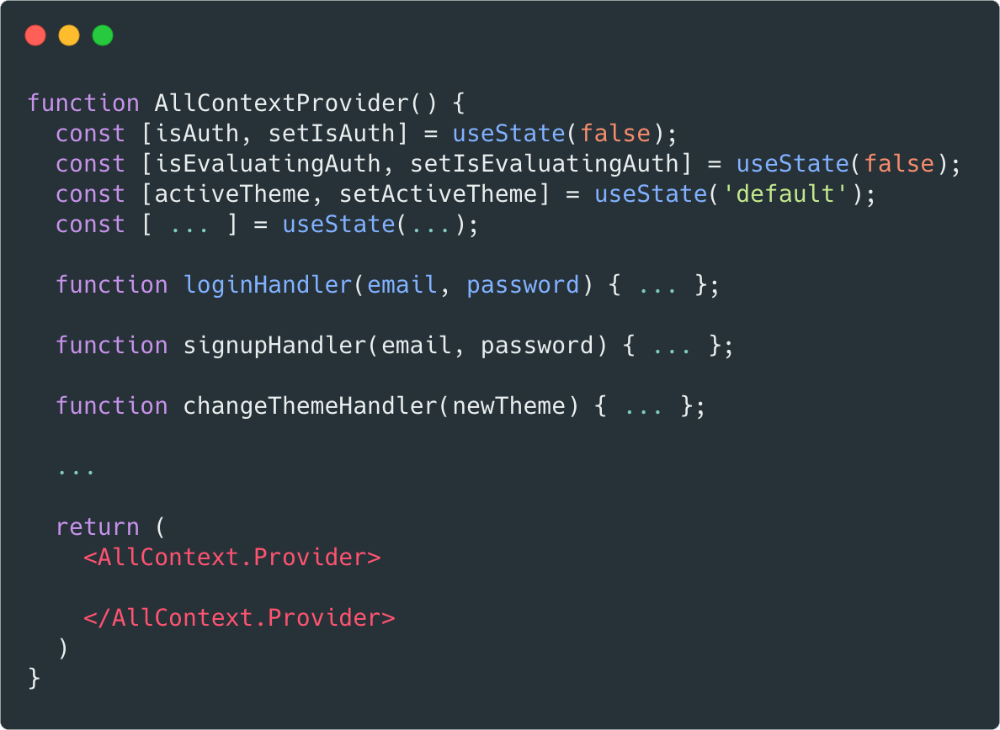 function AllContextProvider() {
  const [isAuth, setIsAuth] = useState(false);
  const [isEvaluatingAuth, setIsEvaluatingAuth] = useState(false);
  const [activeTheme, setActiveTheme] = useState('default');
  const [ ... ] = useState(...);
  function loginHandler(email, password) { ... };
  function signupHandler(email, password) { ... };
  function changeThemeHandler(newTheme) { ... };
  ...
  return (
    <AllContext.Provider>
    </AllContext.Provider>
  )
}